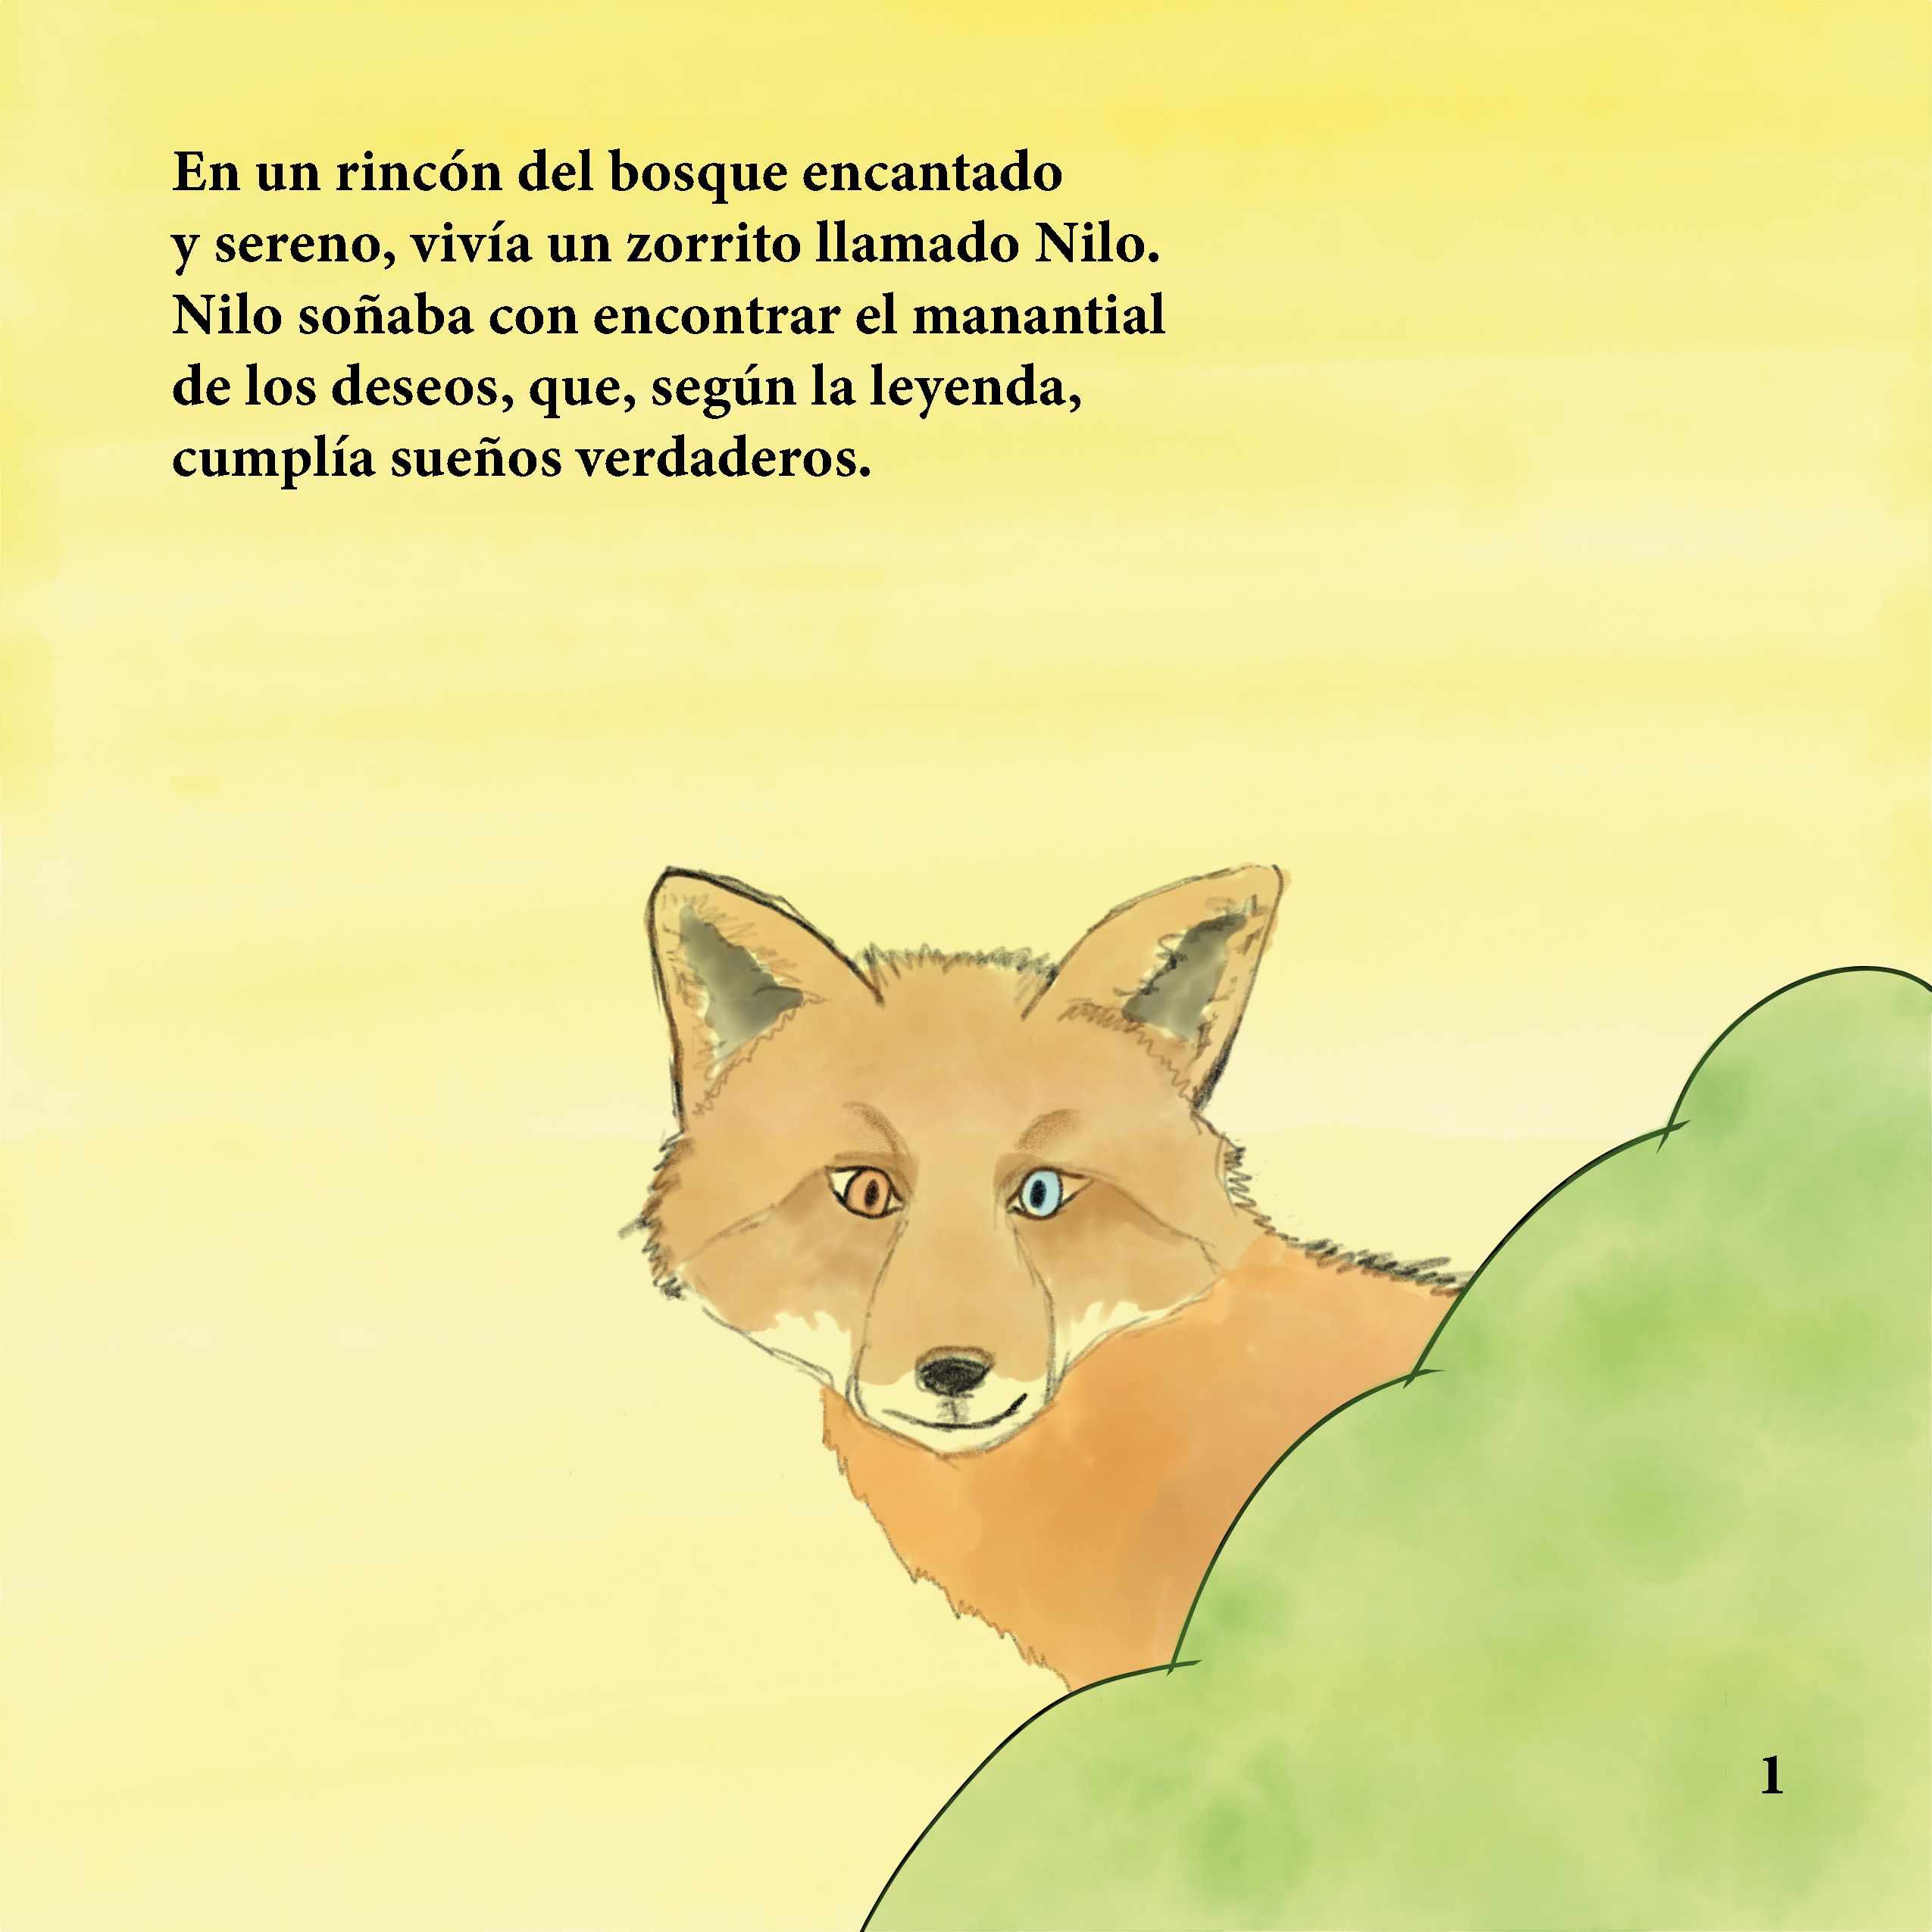 En un rincón del bosque encantado
y sereno, vivía un zorrito llamado Nilo.
Nilo soñaba con encontrar el manantial
de los deseos, que, según la leyenda,
cumplía sueños verdaderos.
1